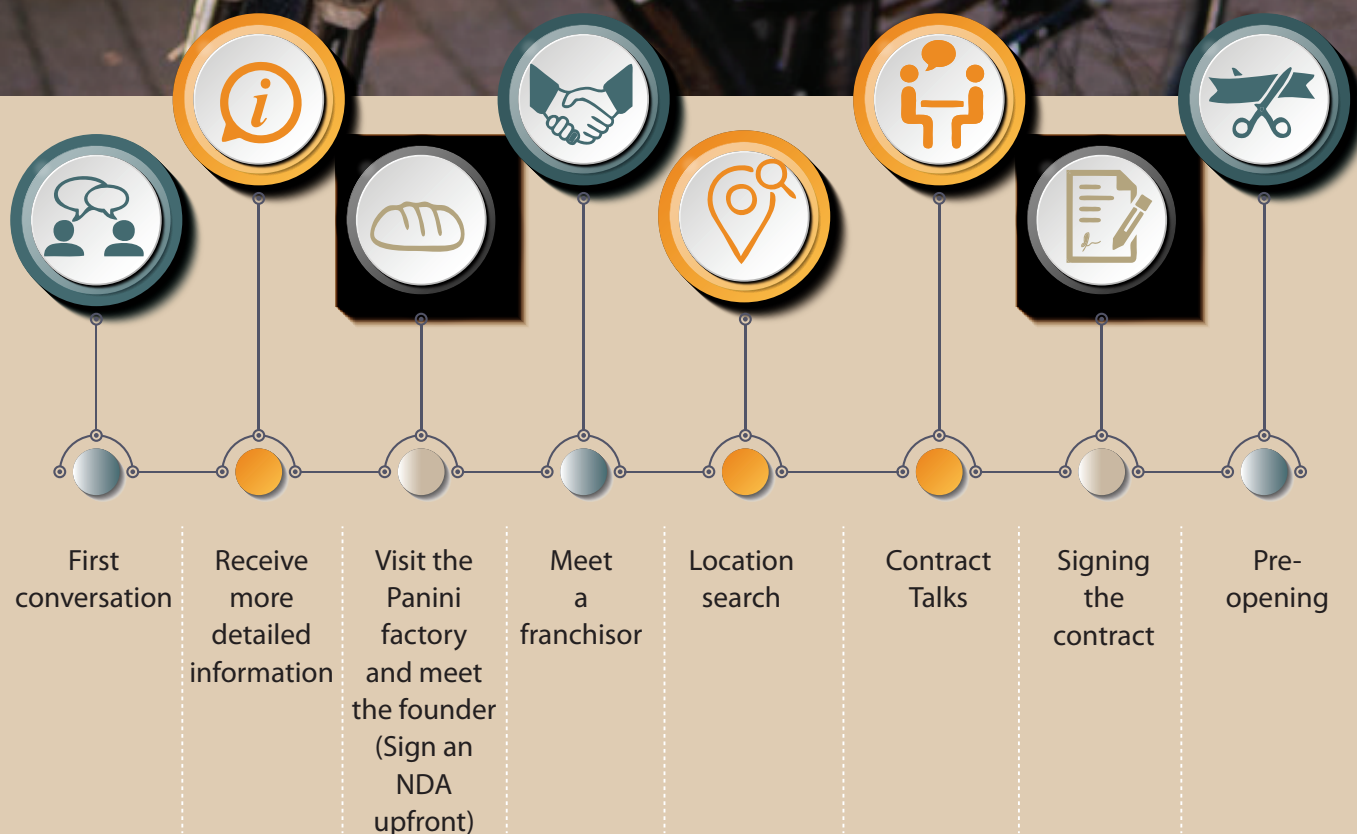 First
conversation
Receive
more
detailed
information
Visit the
Panini
factory
and meet
the founder
(Sign an
NDA
upfront)
Meet
a
franchisor
Location
search
Contract
Talks
Signing
the
contract
Pre-
opening